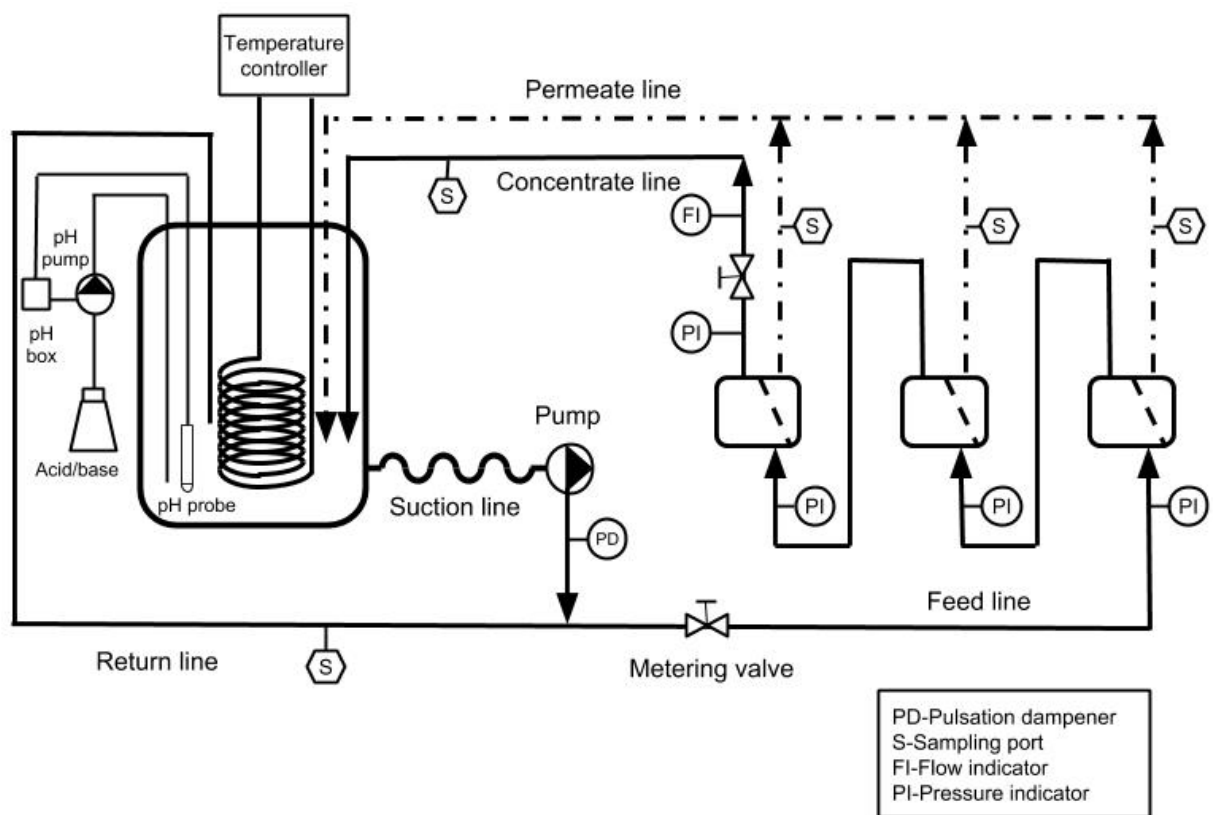 Temperature
controller
Permeate line
Concentrate line
S
FI
S
S
S
pH
pump
PI
pH
box
Acid/base
pH probe
Pump
Suction line
PI
PI
PI
PD
Feed line
Return line
S
Metering valve
PD-Pulsation dampener
S-Sampling port
FI-Flow indicator
PI-Pressure indicator